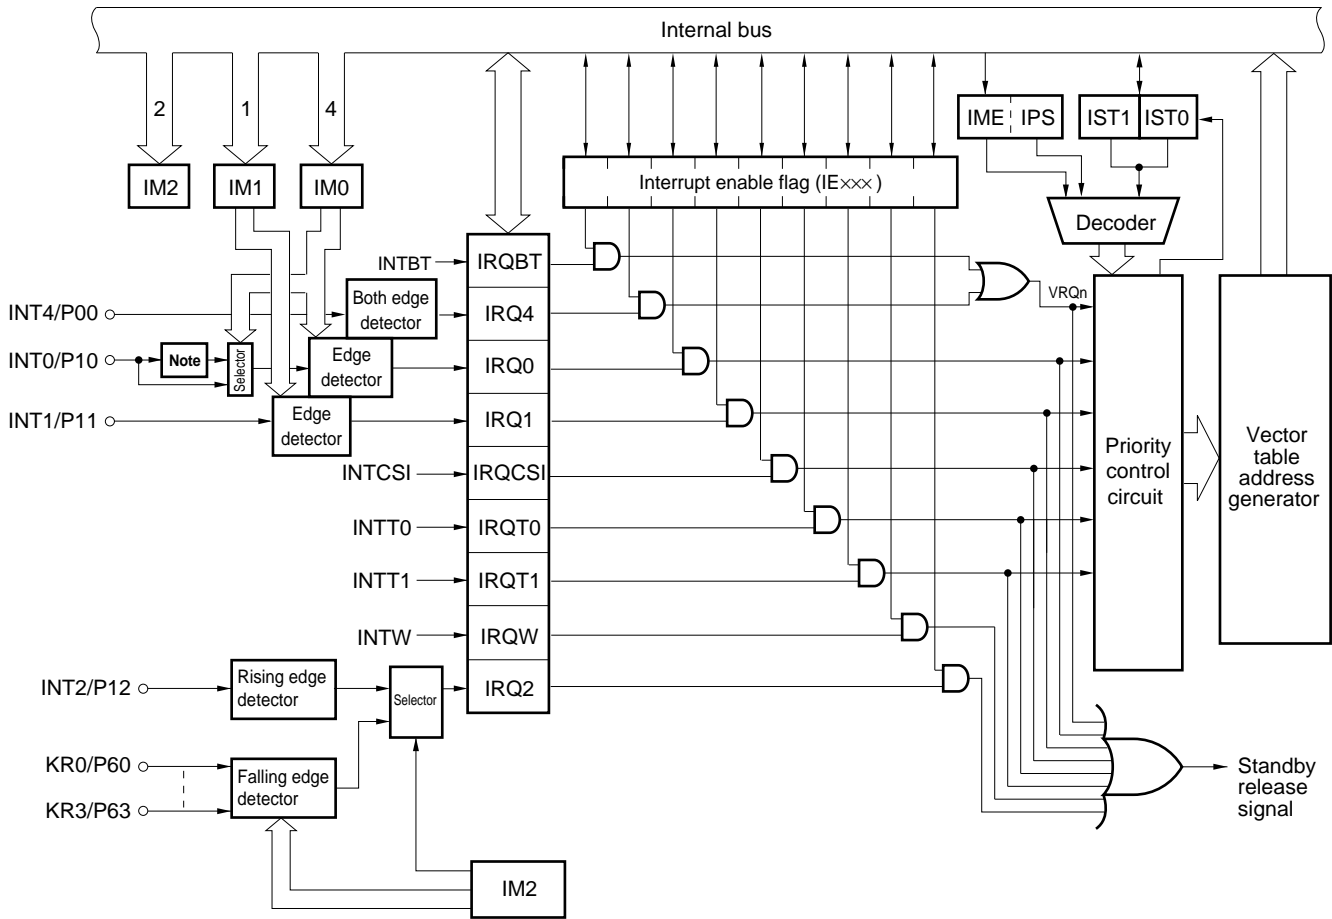 Internal bus
2
1
4
IM2
IM1
IM0
IME
IPS
IST1
IST0
Interrupt enable flag (IE××× )
Decoder
INTBT
IRQBT
INT4/P00
Both edge
detector
IRQ4
VRQn
INT0/P10
Note
Selector
Edge
detector
IRQ0
INT1/P11
Edge
detector
IRQ1
INTCSI
IRQCSI
Priority
control
circuit
Vector
table
address
generator
INTT0
IRQT0
INTT1
IRQT1
INTW
IRQW
INT2/P12
Rising edge
detector
Selector
IRQ2
KR0/P60
Falling edge
detector
KR3/P63
Standby
release
signal
IM2